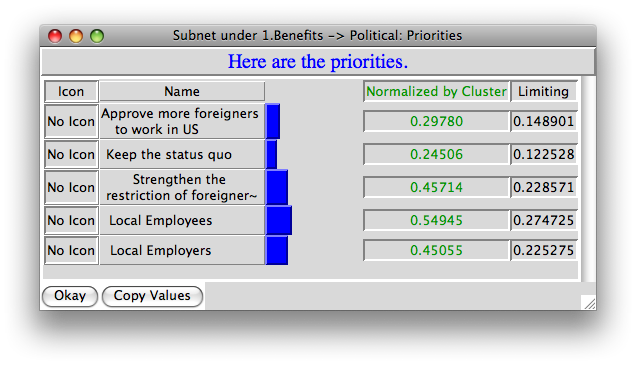 Subnet under 1.Benefits -> Political: Priorities
Here are the priorities.
Icon Name Normalized by Cluster Limiting
No Icon Approve more foreigners to work in US 0.29780 0.148901
No Icon Keep the status quo 0.24506 0.122528
No Icon Strengthen the restriction of foreigner~ 0.45714 0.228571
No Icon Local Employees 0.54945 0.274725
No Icon Local Employers 0.45055 0.225275
Okay Copy Values